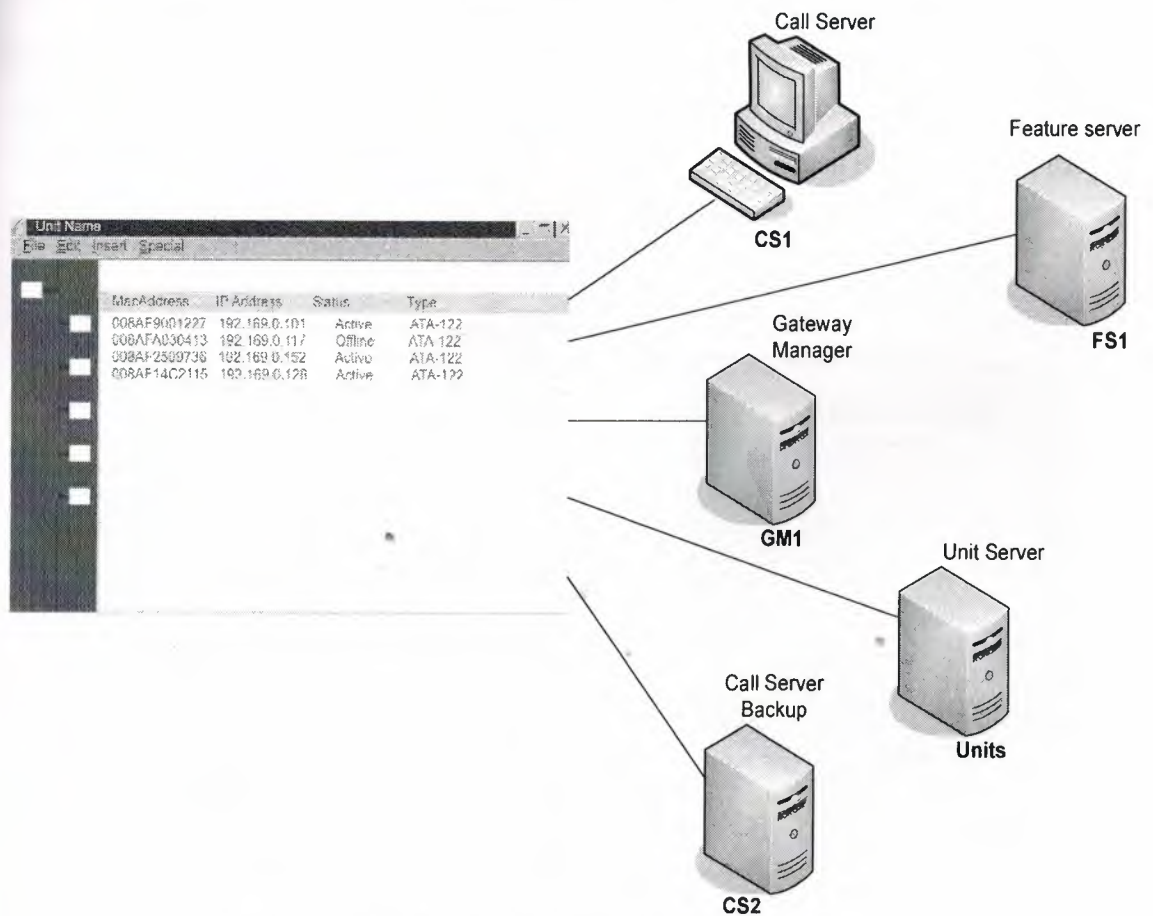 Call Server
CS1
Feature server
FS1
Unit Name
File Edit Insert Special
MacAddress IP Address Status Type
008AF9001227 192.169.0.101 Active ATA-122
008AFA030413 192.169.0.117 Offline ATA-122
008AF2509736 192.169.0.152 Active ATA-122
008AF14C2115 192.169.0.128 Active ATA-122
Gateway
Manager
GM1
Unit Server
Units
Call Server
Backup
CS2